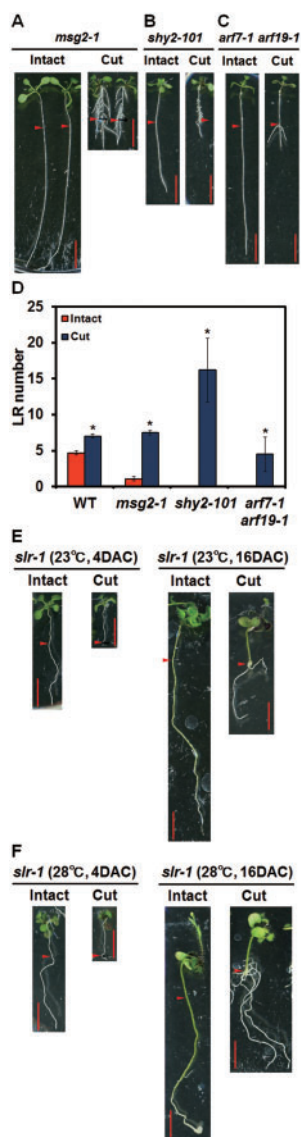 A B C
msg2-1 shy2-101 arf7-1 arf19-1
Intact Cut Intact Cut Intact Cut
D
25
20
15
10
5
0
LR number
Intact
Cut
* * * *
WT msg2-1 shy2-101 arf7-1
arf19-1
E
slr-1 (23℃, 4DAC) slr-1 (23℃, 16DAC)
Intact Cut Intact Cut
F
slr-1 (28℃, 4DAC) slr-1 (28℃, 16DAC)
Intact Cut Intact Cut